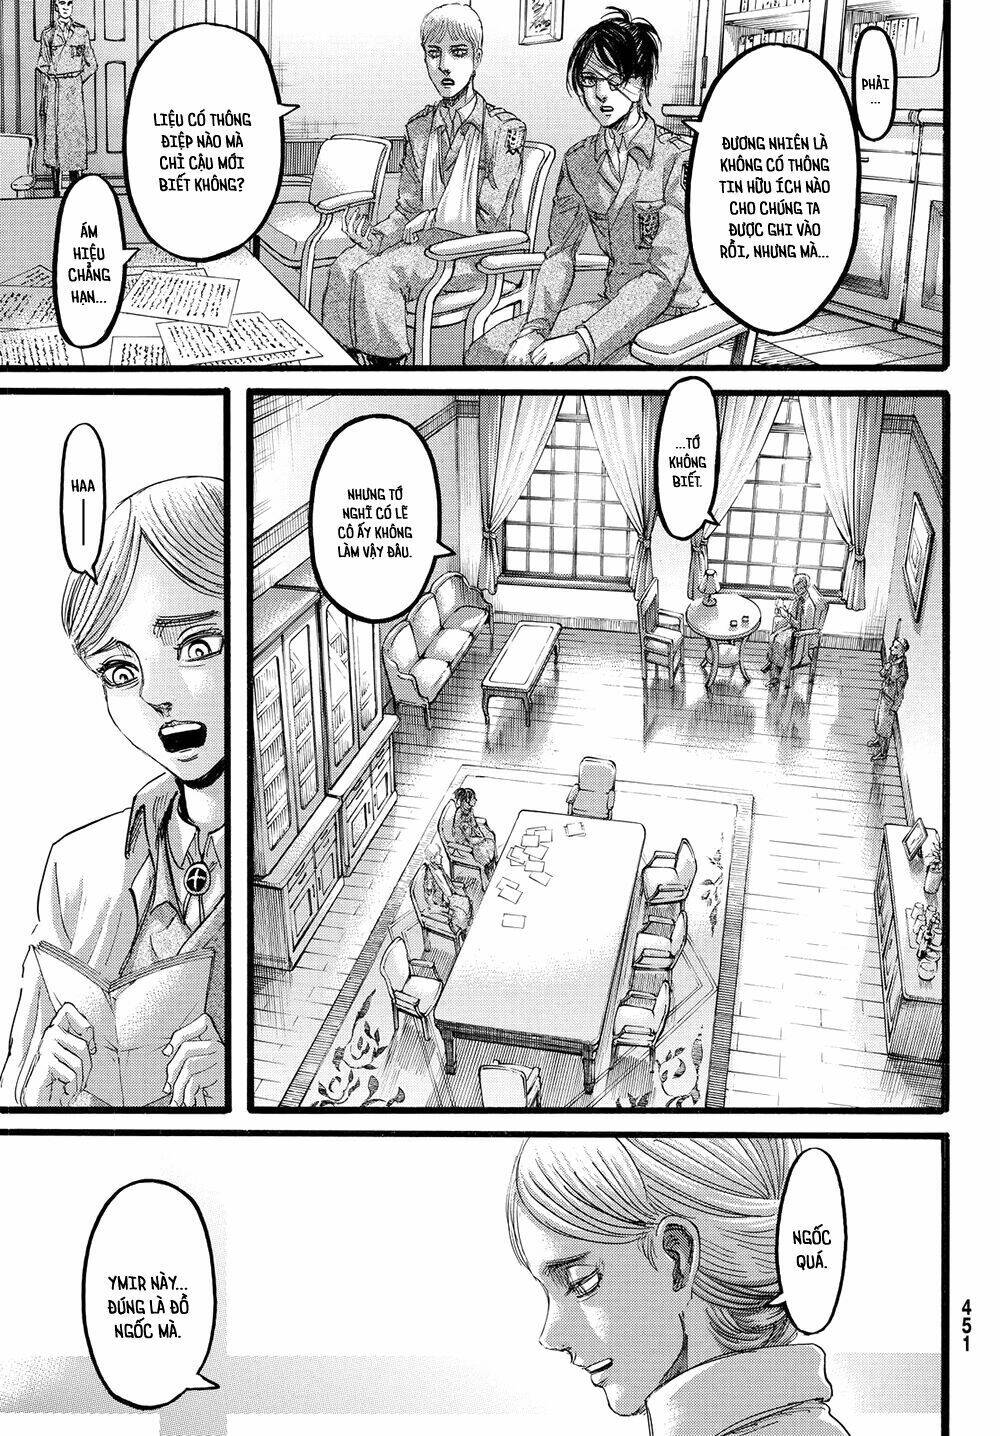 PHẢI
...
ĐƯƠNG NHIÊN LÀ
KHÔNG CÓ THÔNG
TIN HỮU ÍCH NÀO
CHO CHÚNG TA
ĐƯỢC GHI VÀO
RỒI, NHƯNG MÀ...
LIỆU CÓ THÔNG
ĐIỆP NÀO MÀ
CHỈ CẬU MỚI
BIẾT KHÔNG?
ÁM
HIỆU
CHẲNG
HẠN...
...TỚ
KHÔNG
BIẾT.
NHƯNG TỚ
NGHĨ CÓ LẼ
CÔ ẤY KHÔNG
LÀM VẬY ĐÂU.
HAA
NGỐC
QUÁ.
YMIR NÀY...
ĐÚNG LÀ ĐỒ
NGỐC MÀ.
451